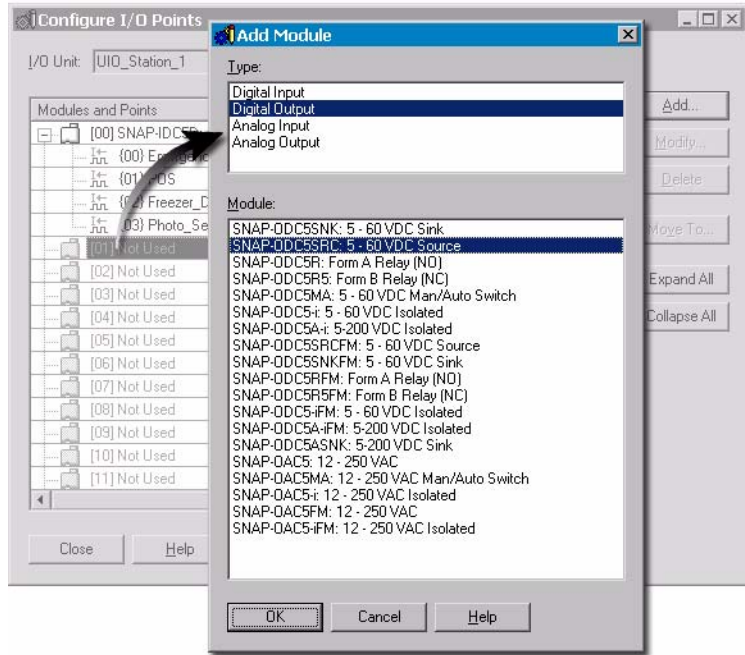 Configure I/O Points
I/O Unit: UIO_Station_1
Modules and Points
[00] SNAP-IDC5D:
{00}
{01} POS
Freezer_D
03} Photo_Se
[01] Not Used
[02] Not Used
[03] Not Used
[04] Not Used
[05] Not Used
[06] Not Used
[07] Not Used
[08] Not Used
[09] Not Used
[10] Not Used
[11] Not Used
Close
Help
Add...
Modify...
Delete
Move To...
Expand All
Collapse All
Add Module
Type:
Digital Input
Digital Output
Analog Input
Analog Output
Module:
SNAP-ODC5SNK: 5 - 60 VDC Sink
SNAP-ODC5SRC: 5 - 60 VDC Source
SNAP-ODC5R: Form A Relay (NO)
SNAP-ODC5R5: Form B Relay (NC)
SNAP-ODC5MA: 5 - 60 VDC Man/Auto Switch
SNAP-ODC5-i: 5 - 60 VDC Isolated
SNAP-ODC5A-i: 5-200 VDC Isolated
SNAP-ODC5SRCFM: 5 - 60 VDC Source
SNAP-ODC5SNKFM: 5 - 60 VDC Sink
SNAP-ODC5RFM: Form A Relay (NO)
SNAP-ODC5R5FM: Form B Relay (NC)
SNAP-ODC5-iFM: 5 - 60 VDC Isolated
SNAP-ODC5A-iFM: 5-200 VDC Isolated
SNAP-ODC5ASNK: 5-200 VDC Sink
SNAP-OAC5: 12 - 250 VAC
SNAP-OAC5MA: 12 - 250 VAC Man/Auto Switch
SNAP-OAC5-i: 12 - 250 VAC Isolated
SNAP-OAC5FM: 12 - 250 VAC
SNAP-OAC5-iFM: 12 - 250 VAC Isolated
OK
Cancel
Help